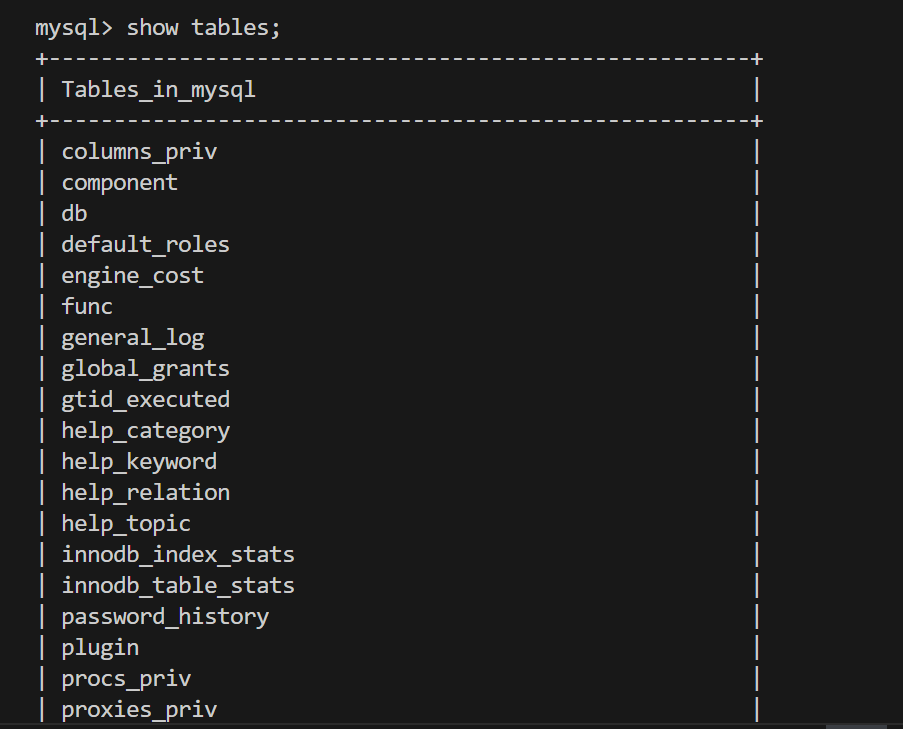 mysql> show tables;
+------------------------------------------------------+
| Tables_in_mysql                                      |
+------------------------------------------------------+
| columns_priv                                         |
| component                                            |
| db                                                   |
| default_roles                                        |
| engine_cost                                          |
| func                                                 |
| general_log                                          |
| global_grants                                        |
| gtid_executed                                        |
| help_category                                        |
| help_keyword                                         |
| help_relation                                        |
| help_topic                                           |
| innodb_index_stats                                   |
| innodb_table_stats                                   |
| password_history                                     |
| plugin                                               |
| procs_priv                                           |
| proxies_priv                                         |